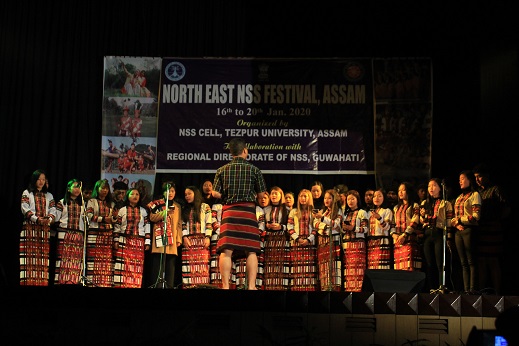 NORTH EAST NSS FESTIVAL, ASSAM
16th to 20th Jan, 2020
Organised by
NSS CELL, TEZPUR UNIVERSITY, ASSAM
In Collaboration with
REGIONAL DIRECTORATE OF NSS, GUWAHATI